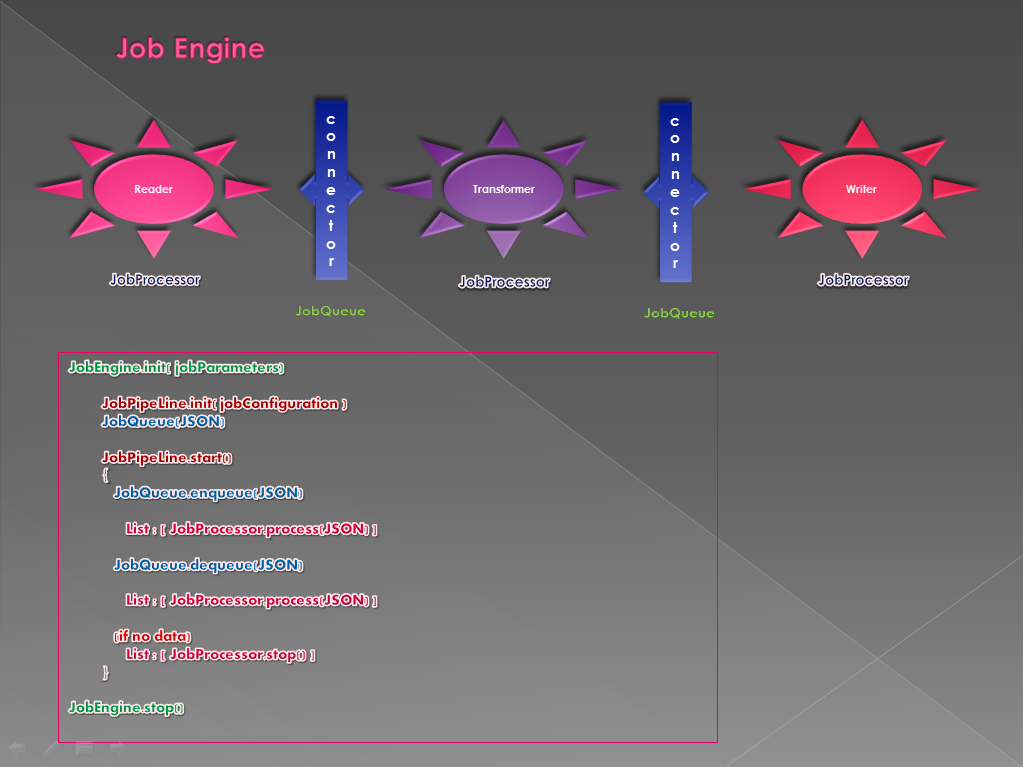 Job Engine
connector
connector
Reader
Transformer
Writer
JobProcessor
JobProcessor
JobProcessor
JobQueue
JobQueue
JobEngine.init( jobParameters)
JobPipeLine.init( jobConfiguration )
JobQueue(JSON)
JobPipeLine.start()
{
JobQueue.enqueue(JSON)
List : [ JobProcessor.process(JSON) ]
JobQueue.dequeue(JSON)
List : [ JobProcessor.process(JSON) ]
(if no data)
List : [ JobProcessor.stop() ]
}
JobEngine.stop()